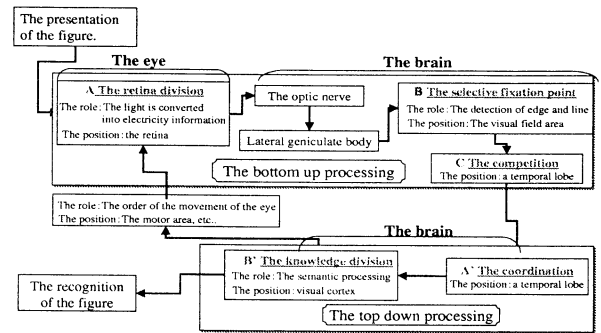 The presentation
of the figure.
The eye
The brain
A The retina division
The role : The light is converted
into electricity information
The position : the retina
The optic nerve
Lateral geniculate body
B The selective fixation point
The role : The detection of edge and line
The position : The visual field area
C The competition
The position : a temporal lobe
The bottom up processing
The role : The order of the movement of the eye
The position : The motor area, etc..
The brain
B' The knowledge division
The role : The semantic processing
The position : visual cortex
A' The coordination
The position : a temporal lobe
The recognition
of the figure
The top down processing